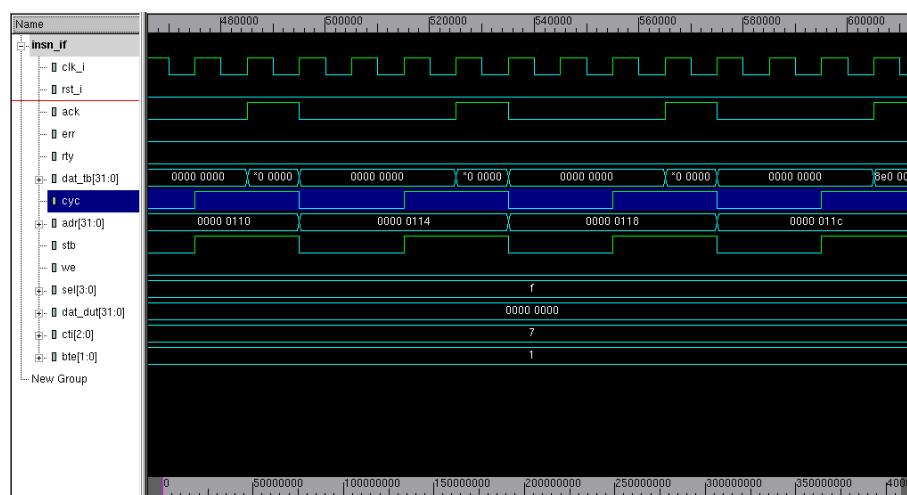 Name
480000 500000 520000 540000 560000 580000 600000
insn_if
clk_i
rst_i
ack
err
rty
dat_tb[31:0] 0000 0000 *0 0000 0000 0000 *0 0000 0000 0000 *0 0000 0000 0000 8e0 00
cyc
adr[31:0] 0000 0110 0000 0114 0000 0118 0000 011c
stb
we
sel[3:0] f
dat_dut[31:0] 0000 0000
cti[2:0] 7
bte[1:0] 1
New Group
0 50000000 100000000 150000000 200000000 250000000 300000000 350000000 4000